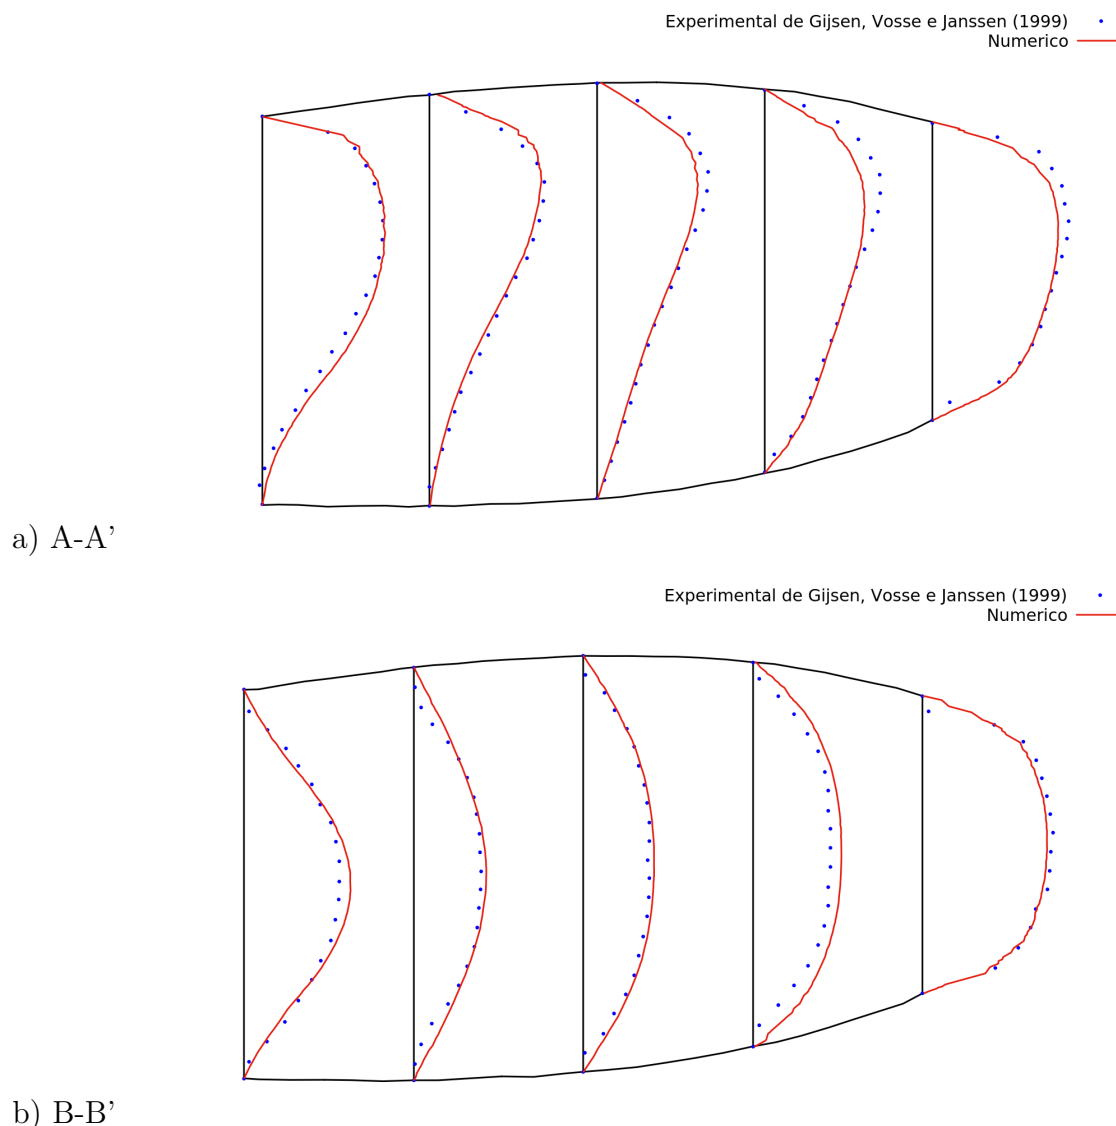 Experimental de Gijsen, Vosse e Janssen (1999)
Numerico
a) A-A’
Experimental de Gijsen, Vosse e Janssen (1999)
Numerico
b) B-B’